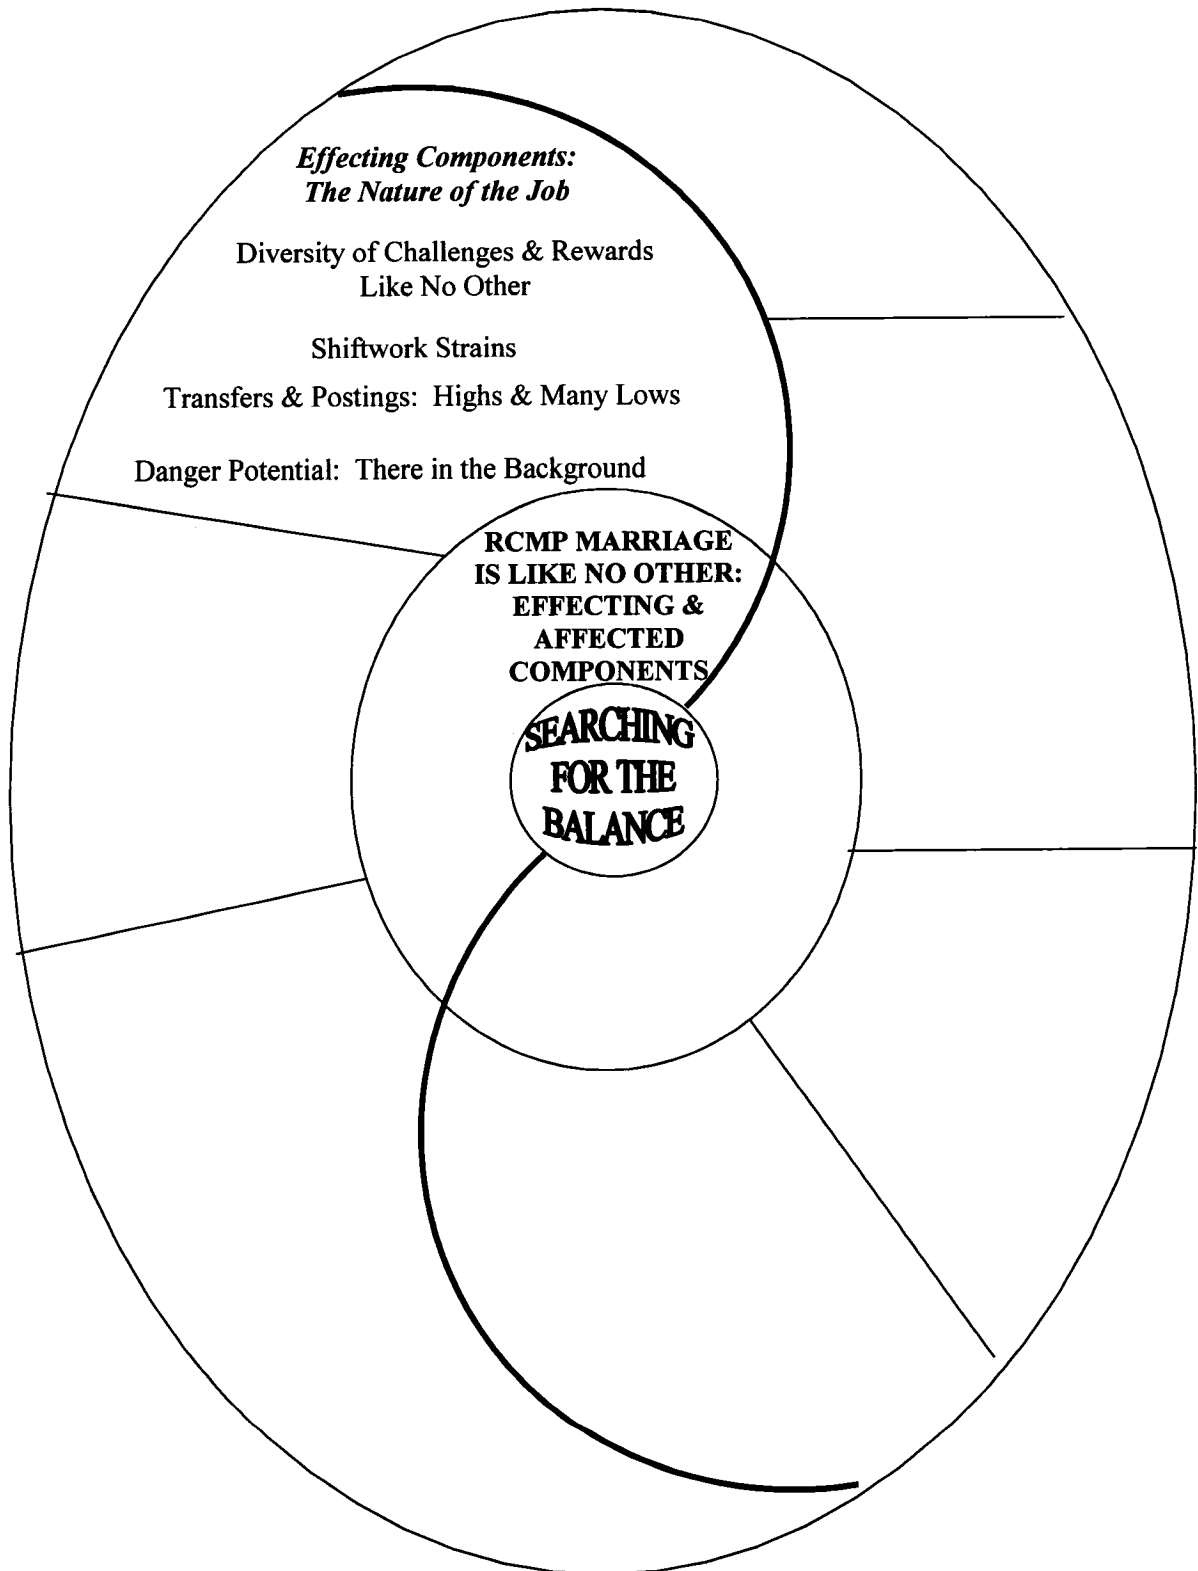 Effecting Components:
The Nature of the Job
Diversity of Challenges & Rewards
Like No Other
Shiftwork Strains
Transfers & Postings: Highs & Many Lows
Danger Potential: There in the Background
RCMP MARRIAGE
IS LIKE NO OTHER:
EFFECTING &
AFFECTED
COMPONENTS
SEARCHING
FOR THE
BALANCE